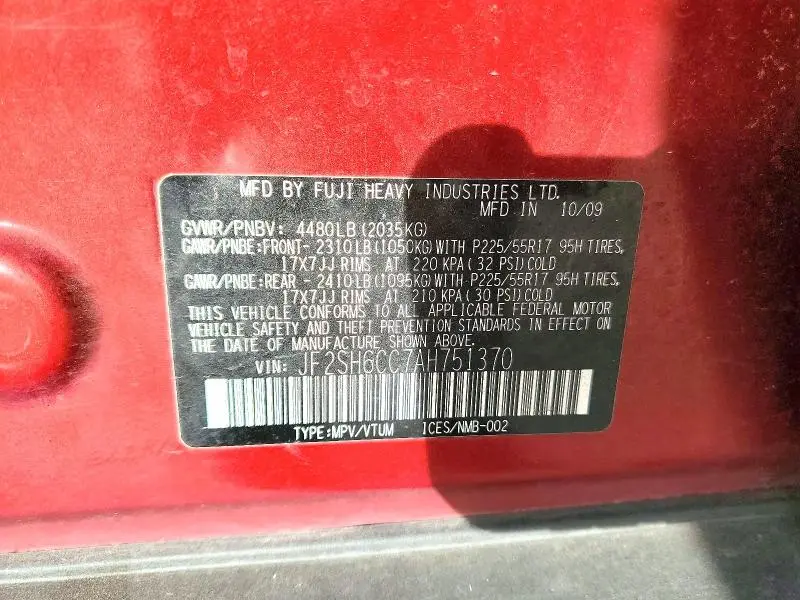 MFD BY FUJI HEAVY INDUSTRIES LTD.
MFD IN 10/09
GVWR/PNBV: 4480LB(2035KG)
GAWR/PNBE:FRONT-2310LB(1050KG)WITH P225/55R17 95H TIRES,
17X7JJ RIMS AT 220 KPA(32 PSI)COLD
GAWR/PNBE:REAR -2410LB(1095KG)WITH P225/55R17 95H TIRES,
17X7JJ RIMS AT 210 KPA(30 PSI)COLD
THIS VEHICLE CONFORMS TO ALL APPLICABLE FEDERAL MOTOR
VEHICLE SAFETY AND THEFT PREVENTION STANDARDS IN EFFECT ON
THE DATE OF MANUFACTURE SHOWN ABOVE.
VIN: JF2SH6CC7AH751370
TYPE:MPV/VTUM ICES/NMB-002